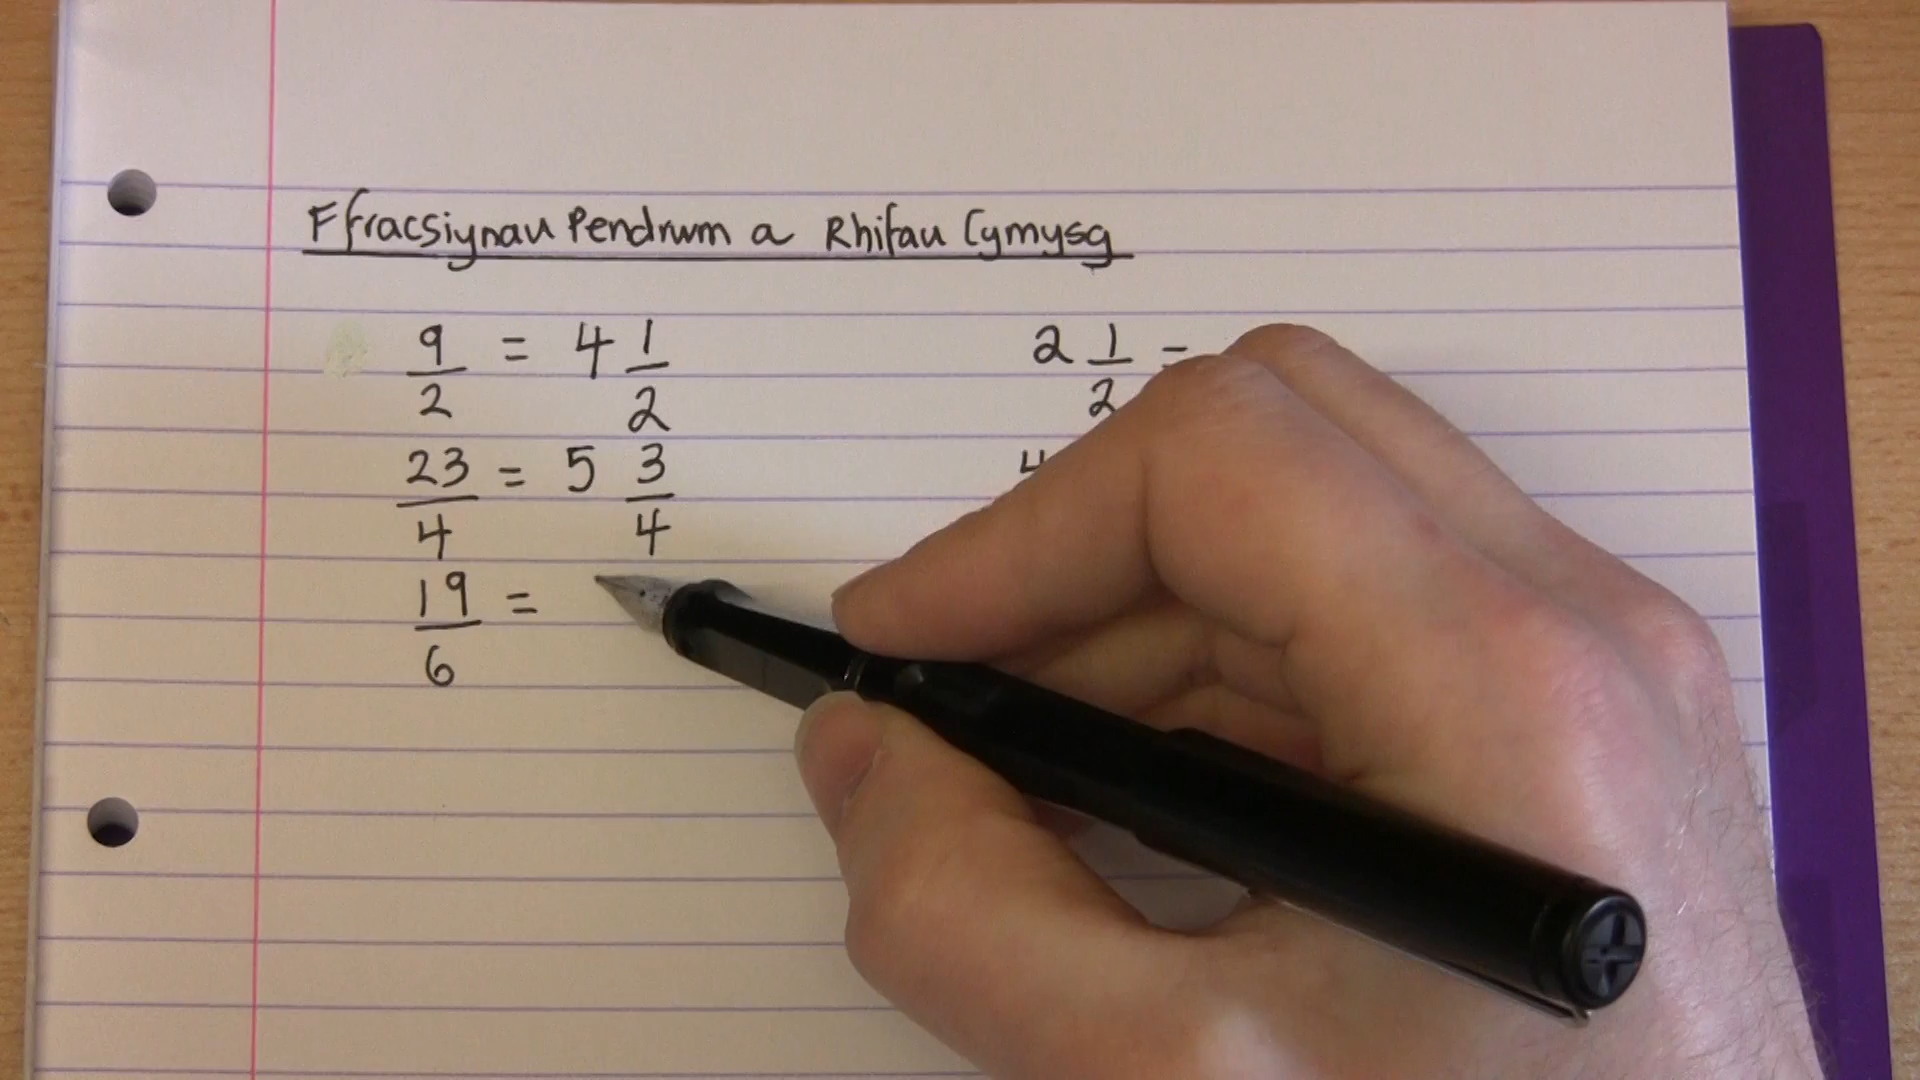 Ffracsiynau Pendrwm a Rhifau Cymysg
9/2 = 4 1/2
23/4 = 5 3/4
19/6 =
2 1/2 =
4